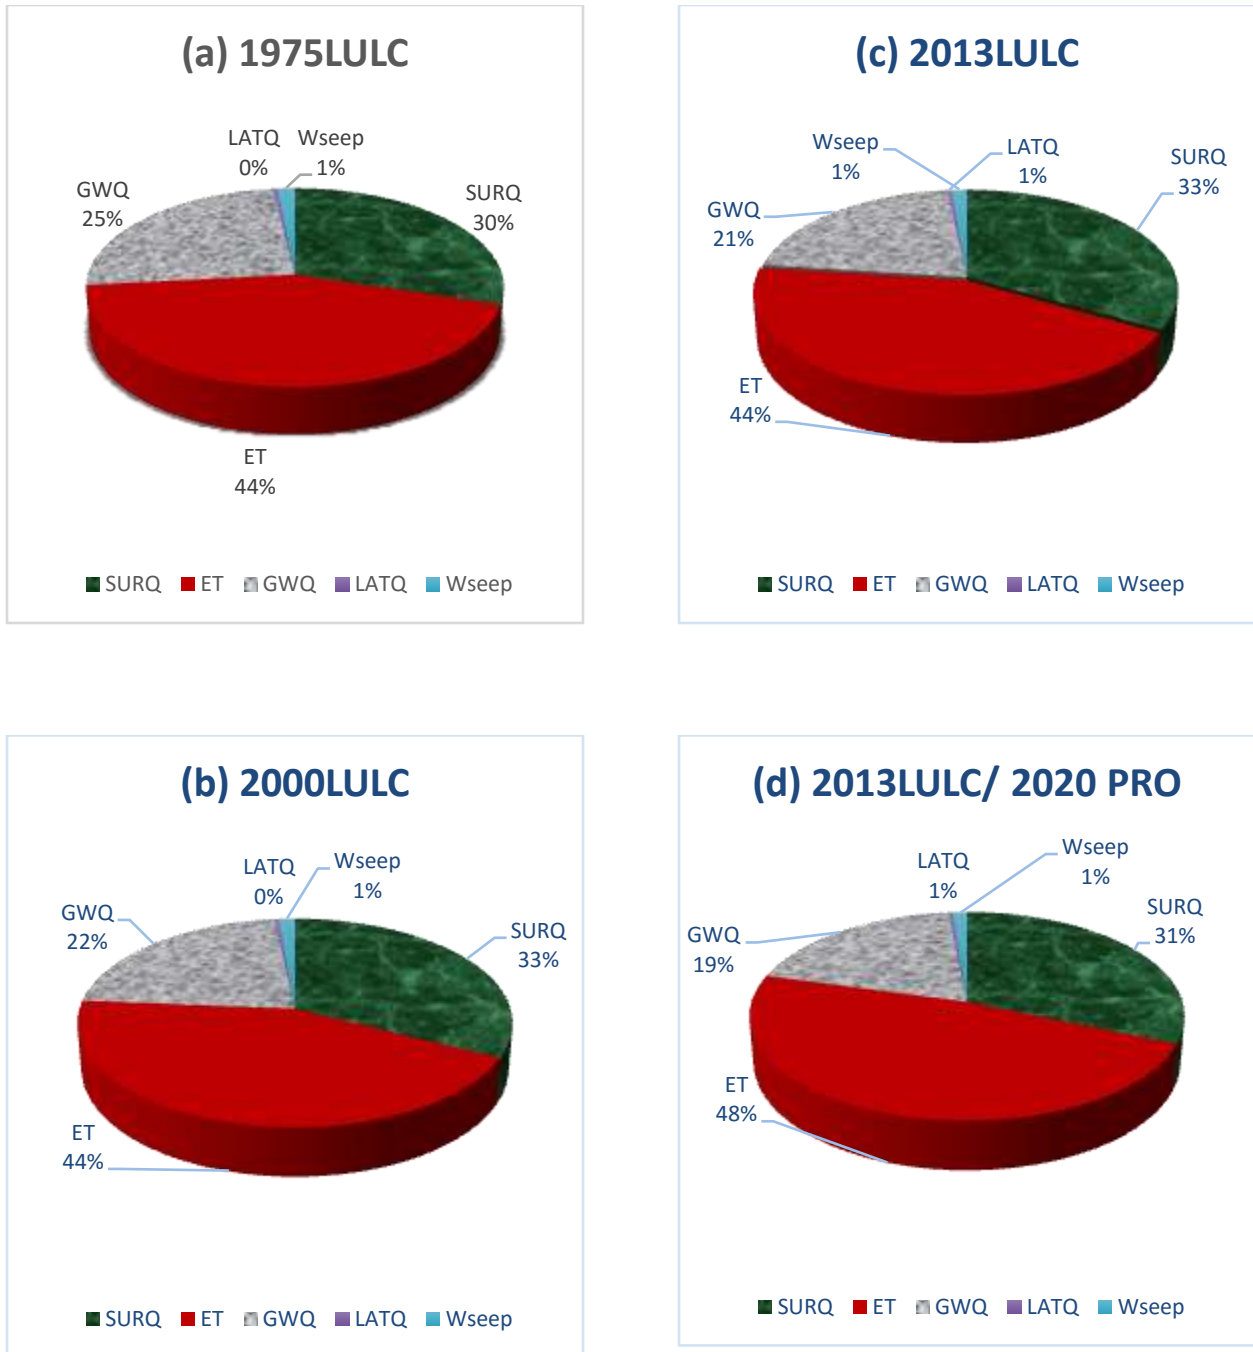 (a) 1975LULC
LATQ
0%
Wseep
1%
GWQ
25%
SURQ
30%
ET
44%
SURQ ET GWQ LATQ Wseep
(c) 2013LULC
Wseep
1%
LATQ
1%
SURQ
33%
GWQ
21%
ET
44%
SURQ ET GWQ LATQ Wseep
(b) 2000LULC
LATQ
0%
Wseep
1%
GWQ
22%
SURQ
33%
ET
44%
SURQ ET GWQ LATQ Wseep
(d) 2013LULC/ 2020 PRO
LATQ
1%
Wseep
1%
SURQ
31%
GWQ
19%
ET
48%
SURQ ET GWQ LATQ Wseep